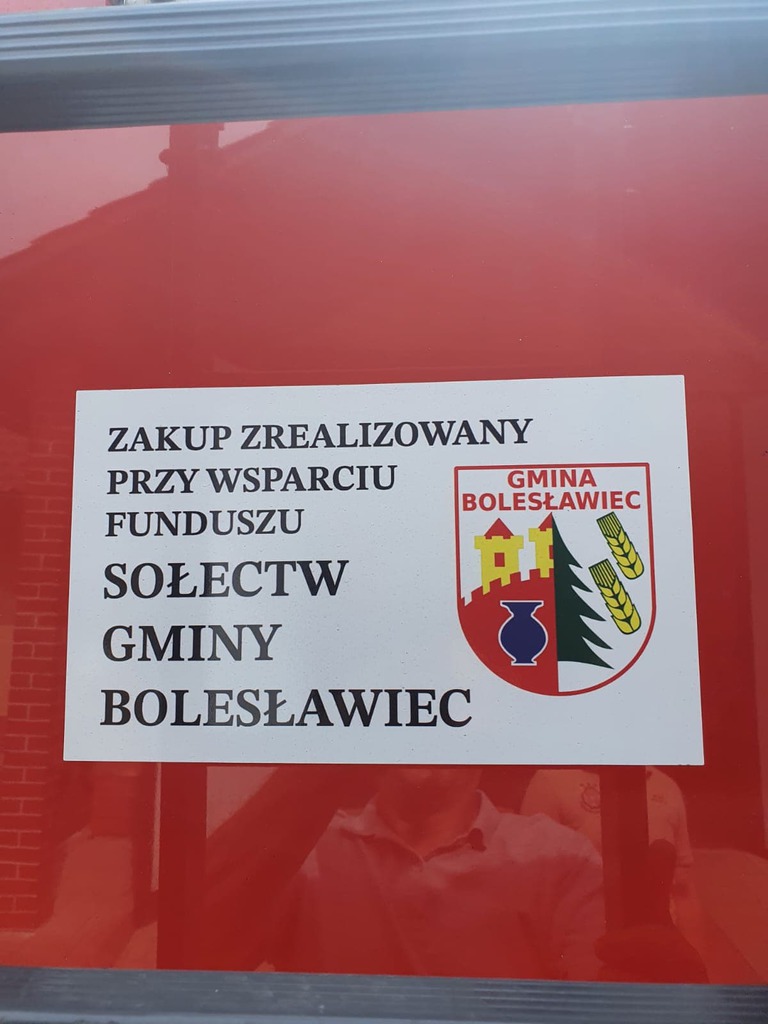 ZAKUP ZREALIZOWANY
PRZY WSPARCIU
FUNDUSZU
SOŁECTW
GMINY
BOLESŁAWIEC
GMINA
BOLESŁAWIEC